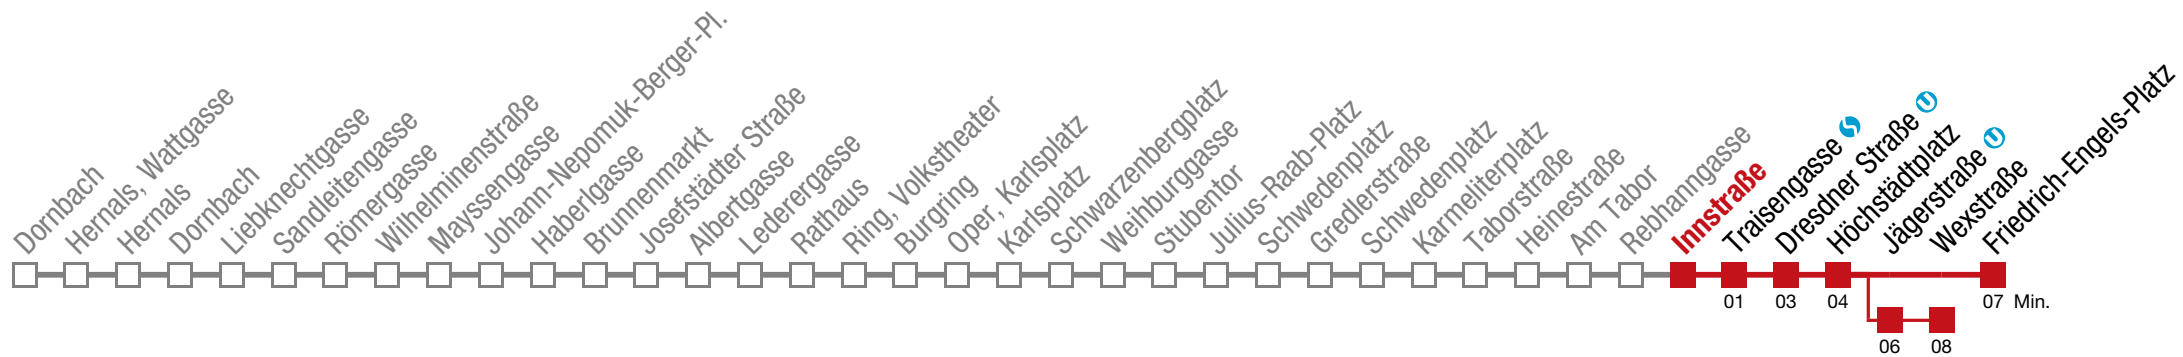 Dornbach
Hernals, Wattgasse
Hernals
Dornbach
Liebknechtgasse
Sandleitengasse
Römergasse
Wilhelminenstraße
Mayssengasse
Johann-Nepomuk-Berger-Pl.
Haberlgasse
Brunnenmarkt
Josefstädter Straße
Albertgasse
Lederergasse
Rathaus
Ring, Volkstheater
Burgring
Oper, Karlsplatz
Karlsplatz
Schwarzenbergplatz
Weihburggasse
Stubentor
Julius-Raab-Platz
Schwedenplatz
Gredlerstraße
Schwedenplatz
Karmeliterplatz
Taborstraße
Heinestraße
Am Tabor
Rebhanngasse
Innstraße
Traisengasse S
Dresdner Straße U
Höchstädtplatz
Jägerstraße U
Wexstraße
Friedrich-Engels-Platz
01 03 04 07 Min.
06 08